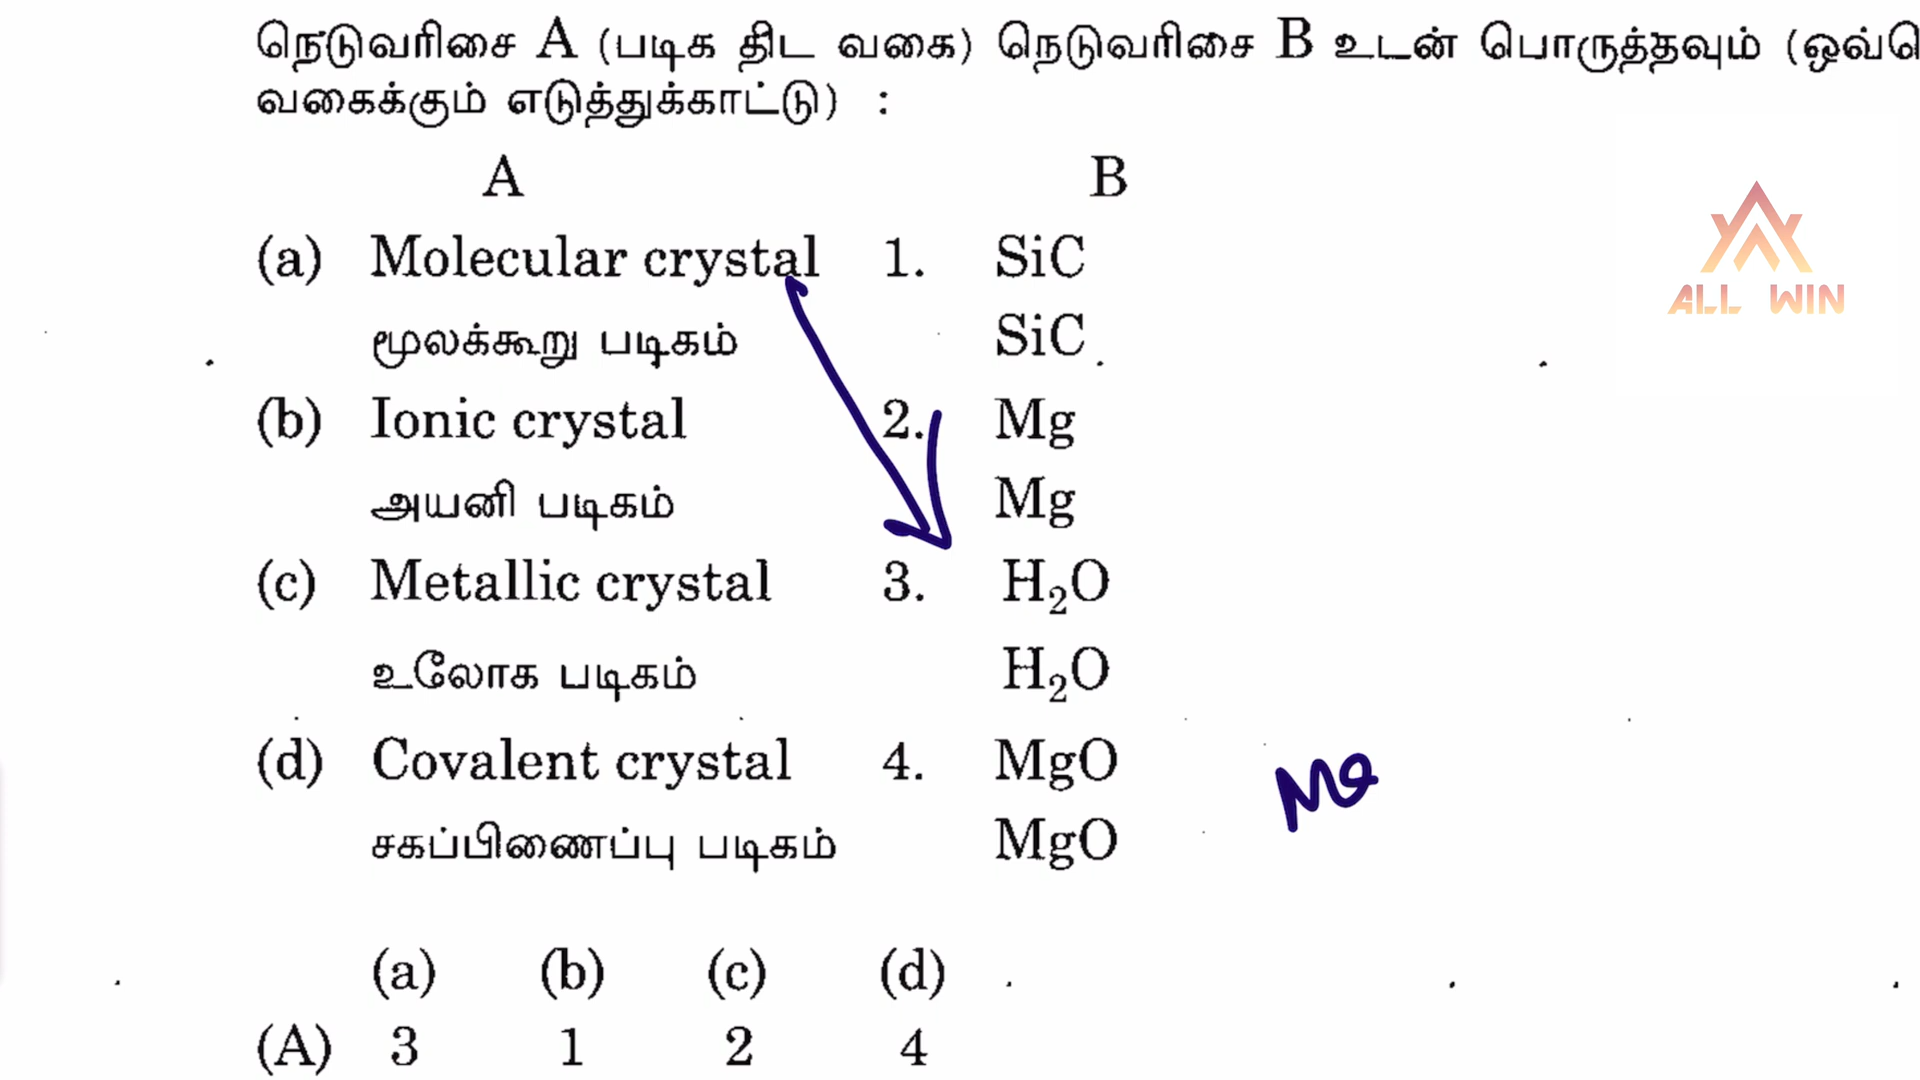 நெடுவரிசை A (படிக திட வகை) நெடுவரிசை B உடன் பொருத்தவும்
வகைக்கும் எடுத்துக்காட்டு) :
A B
(a) Molecular crystal 1. SiC
மூலக்கூறு படிகம் SiC
(b) Ionic crystal 2. Mg
அயனி படிகம் Mg
(c) Metallic crystal 3. H₂O
உலோக படிகம் H₂O
(d) Covalent crystal 4. MgO
சகப்பிணைப்பு படிகம் MgO
(a) (b) (c) (d)
(A) 3 1 2 4
ALL WIN